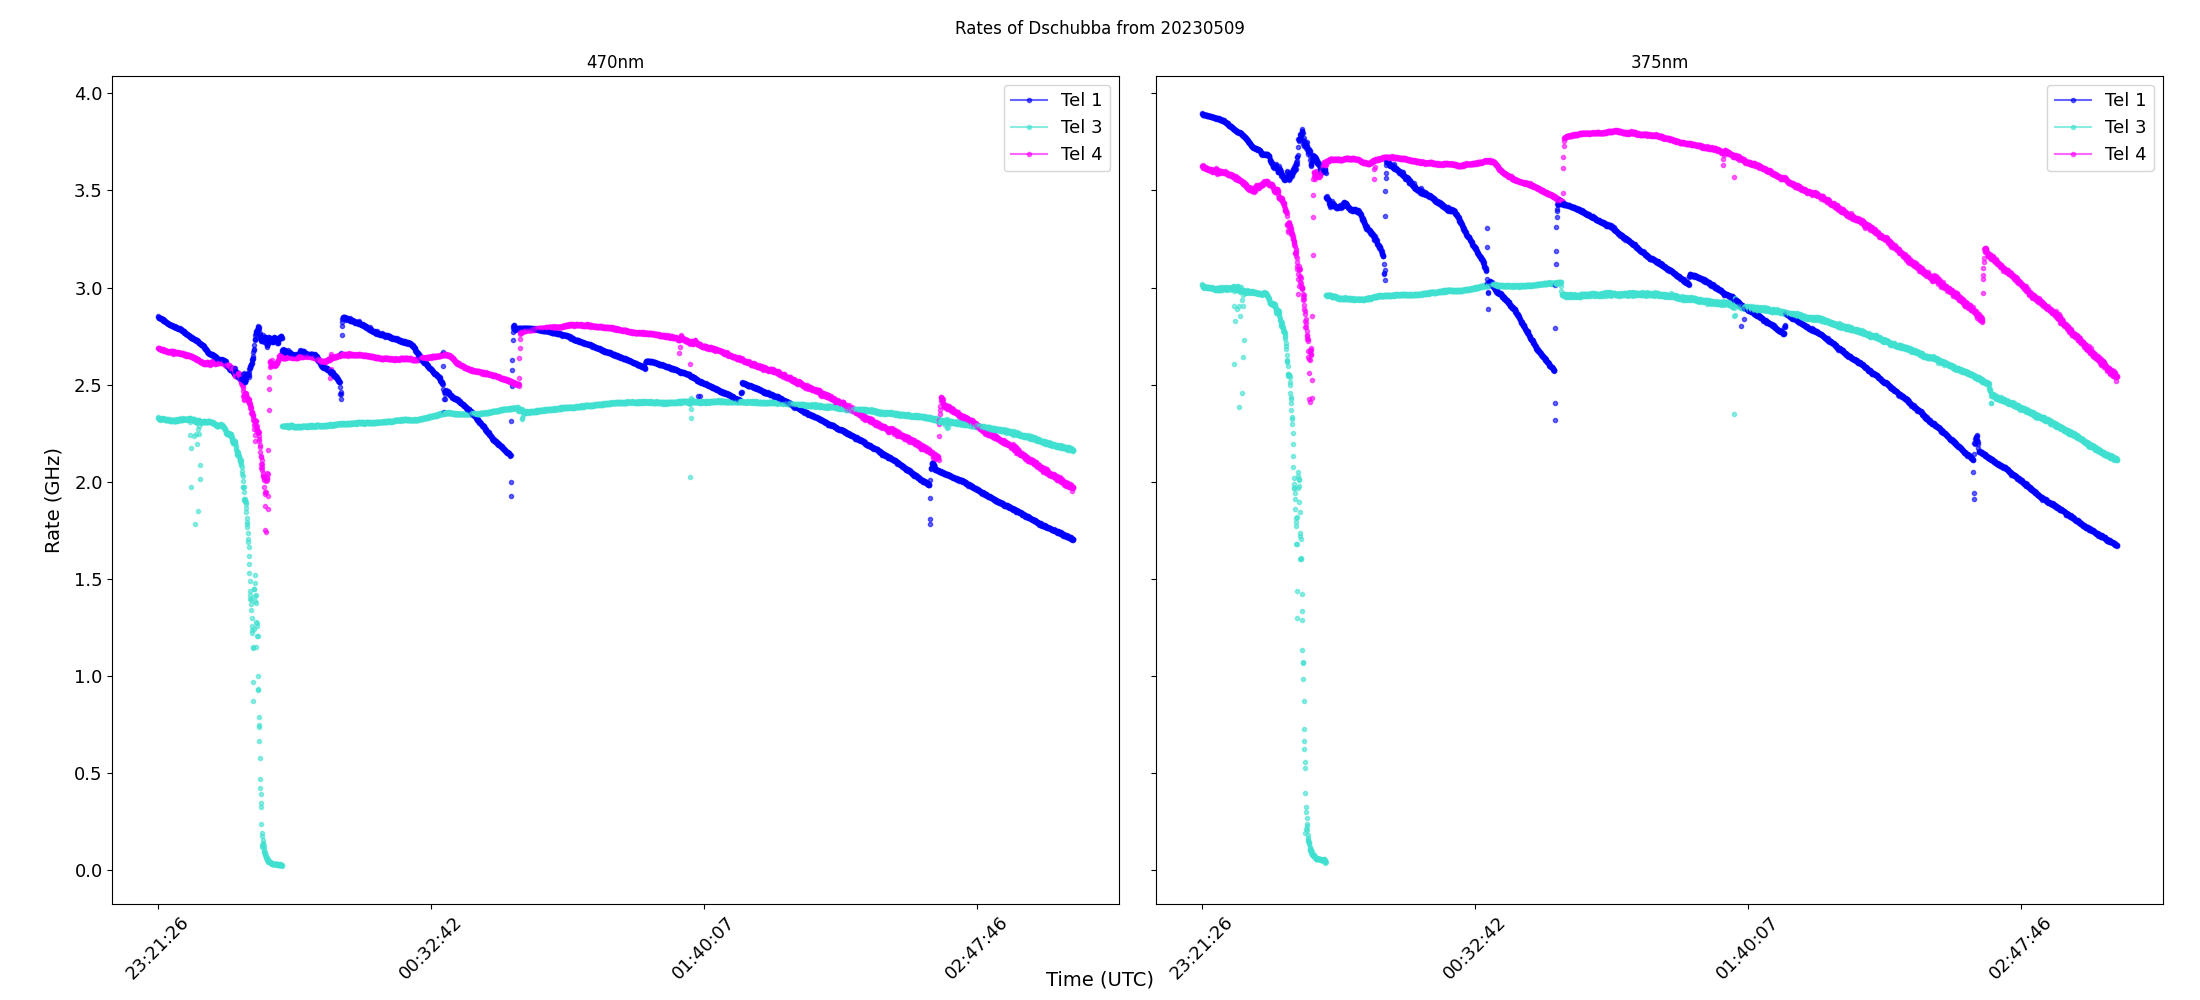 Rates of Dschubba from 20230509
470nm
375nm
Rate (GHz)
4.0
3.5
3.0
2.5
2.0
1.5
1.0
0.5
0.0
Tel 1
Tel 3
Tel 4
Tel 1
Tel 3
Tel 4
23:21:26
00:32:42
01:40:07
02:47:46
23:21:26
00:32:42
01:40:07
02:47:46
Time (UTC)